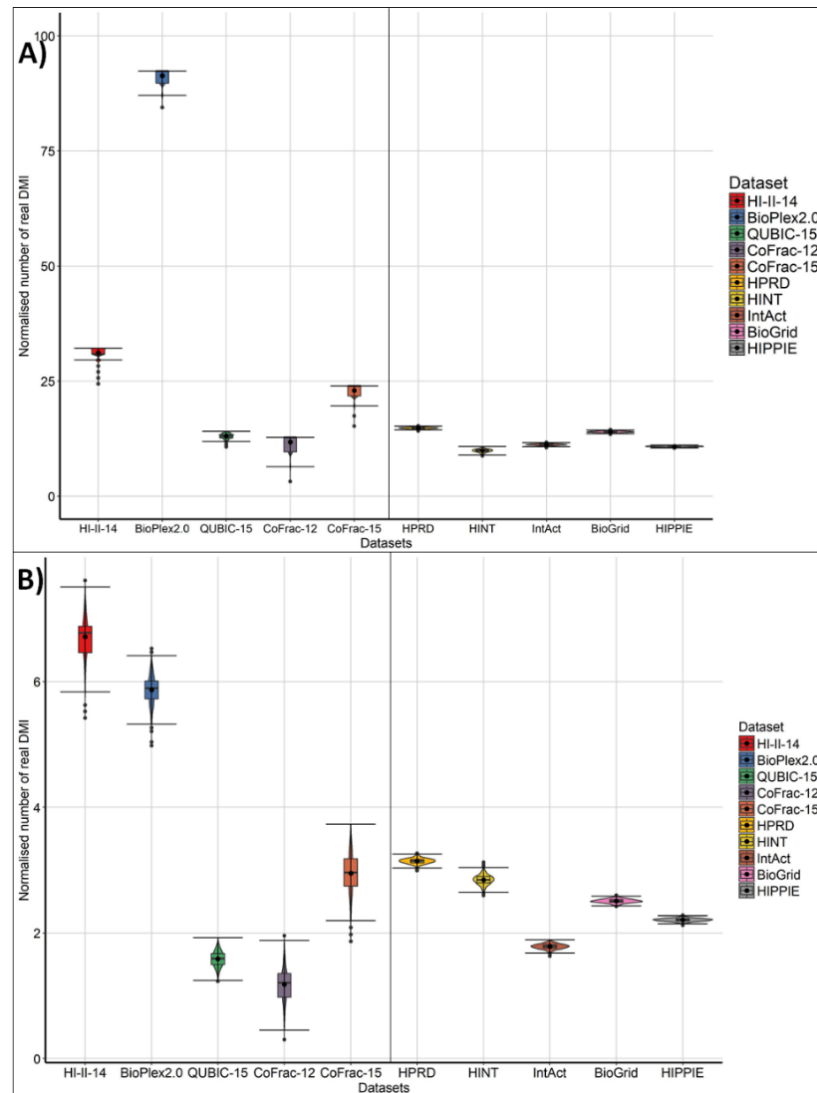 A)
Normalised number of real DMI
100
75
50
25
0
HI-II-14 BioPlex2.0 QUBIC-15 CoFrac-12 CoFrac-15 HPRD HINT IntAct BioGrid HIPPIE
Datasets
Dataset
HI-II-14
BioPlex2.0
QUBIC-15
CoFrac-12
CoFrac-15
HPRD
HINT
IntAct
BioGrid
HIPPIE
B)
Normalised number of real DMI
6
4
2
0
HI-II-14 BioPlex2.0 QUBIC-15 CoFrac-12 CoFrac-15 HPRD HINT IntAct BioGrid HIPPIE
Datasets
Dataset
HI-II-14
BioPlex2.0
QUBIC-15
CoFrac-12
CoFrac-15
HPRD
HINT
IntAct
BioGrid
HIPPIE